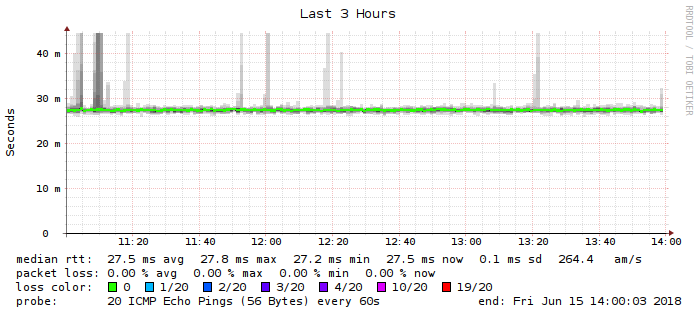 Last 3 Hours
RRDTOOL / TOBI OETIKER
Seconds
40 m
30 m
20 m
10 m
0
11:20 11:40 12:00 12:20 12:40 13:00 13:20 13:40 14:00
median rtt: 27.5 ms avg 27.8 ms max 27.2 ms min 27.5 ms now 0.1 ms sd 264.4 am/s
packet loss: 0.00 % avg 0.00 % max 0.00 % min 0.00 % now
loss color: 0 1/20 2/20 3/20 4/20 10/20 19/20
probe: 20 ICMP Echo Pings (56 Bytes) every 60s end: Fri Jun 15 14:00:03 2018